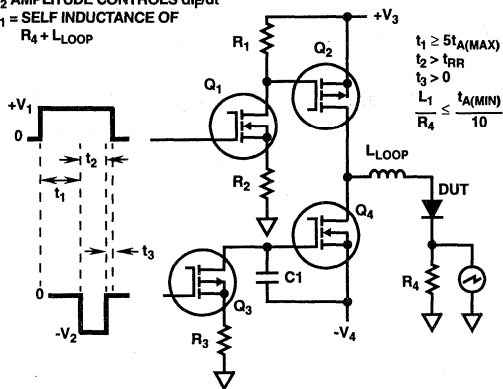 2 AMPLITUDE CONTROLS dIF/dt
1 = SELF INDUCTANCE OF
R4 + LLOOP
+V3
R1
Q2
t1 ≥ 5tA(MAX)
t2 > tRR
t3 > 0
L1/R4 ≤ tA(MIN)/10
Q1
+V1
0
t2
t1
R2
LLOOP
DUT
Q4
t3
0
C1
R4
Q3
-V2
R3
-V4